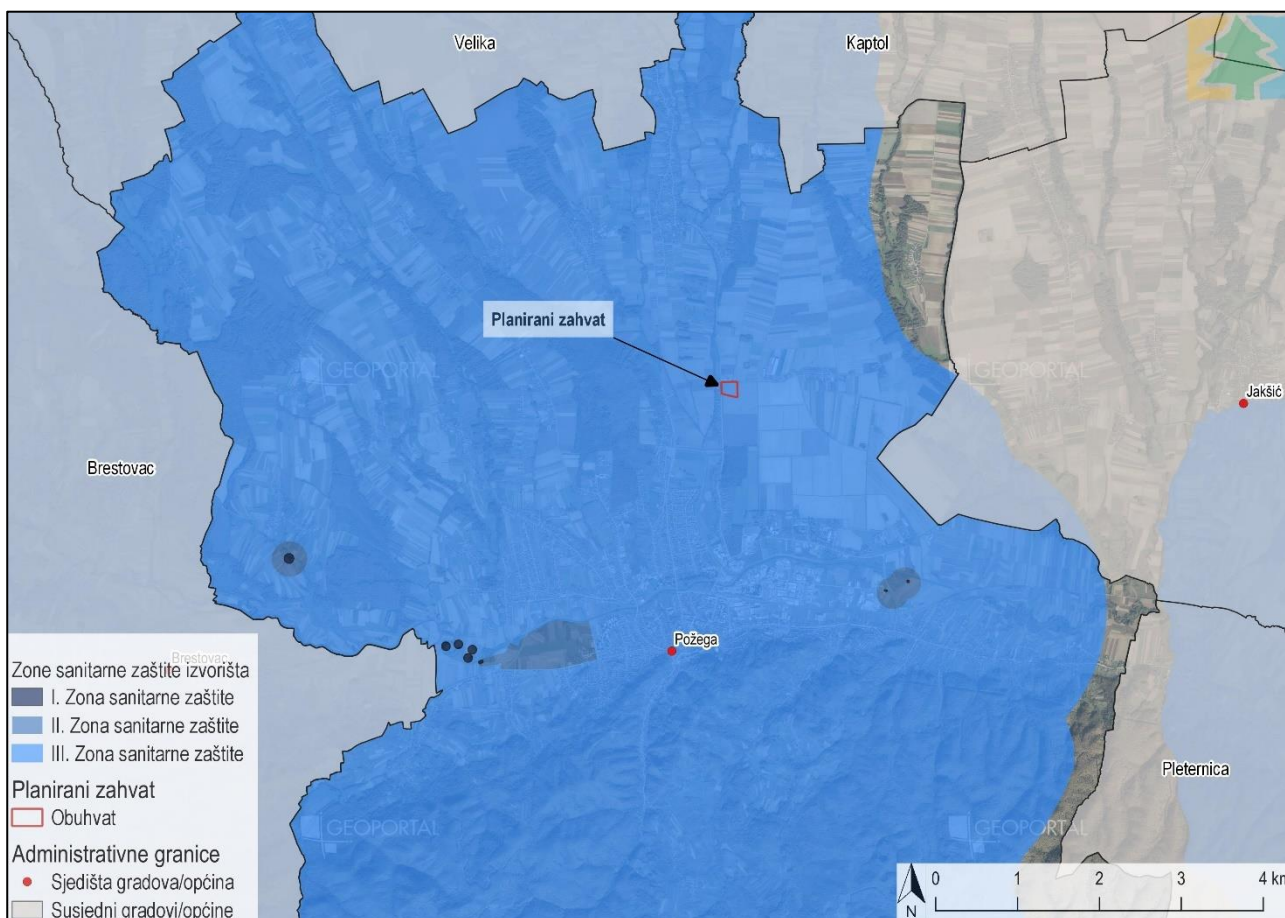 Velika
Kaptol
Planirani zahvat
GEOPORTAL
GEOPORTAL
Jakšić
Brestovac
Požega
Brestovac
Zone sanitarne zaštite izvorišta
I. Zona sanitarne zaštite
II. Zona sanitarne zaštite
III. Zona sanitarne zaštite
Planirani zahvat
Obuhvat
Administrativne granice
Sjedišta gradova/općina
Susjedni gradovi/općine
Pleternica
GEOPORTAL
GEOPORTAL
N
0 1 2 3 4 km